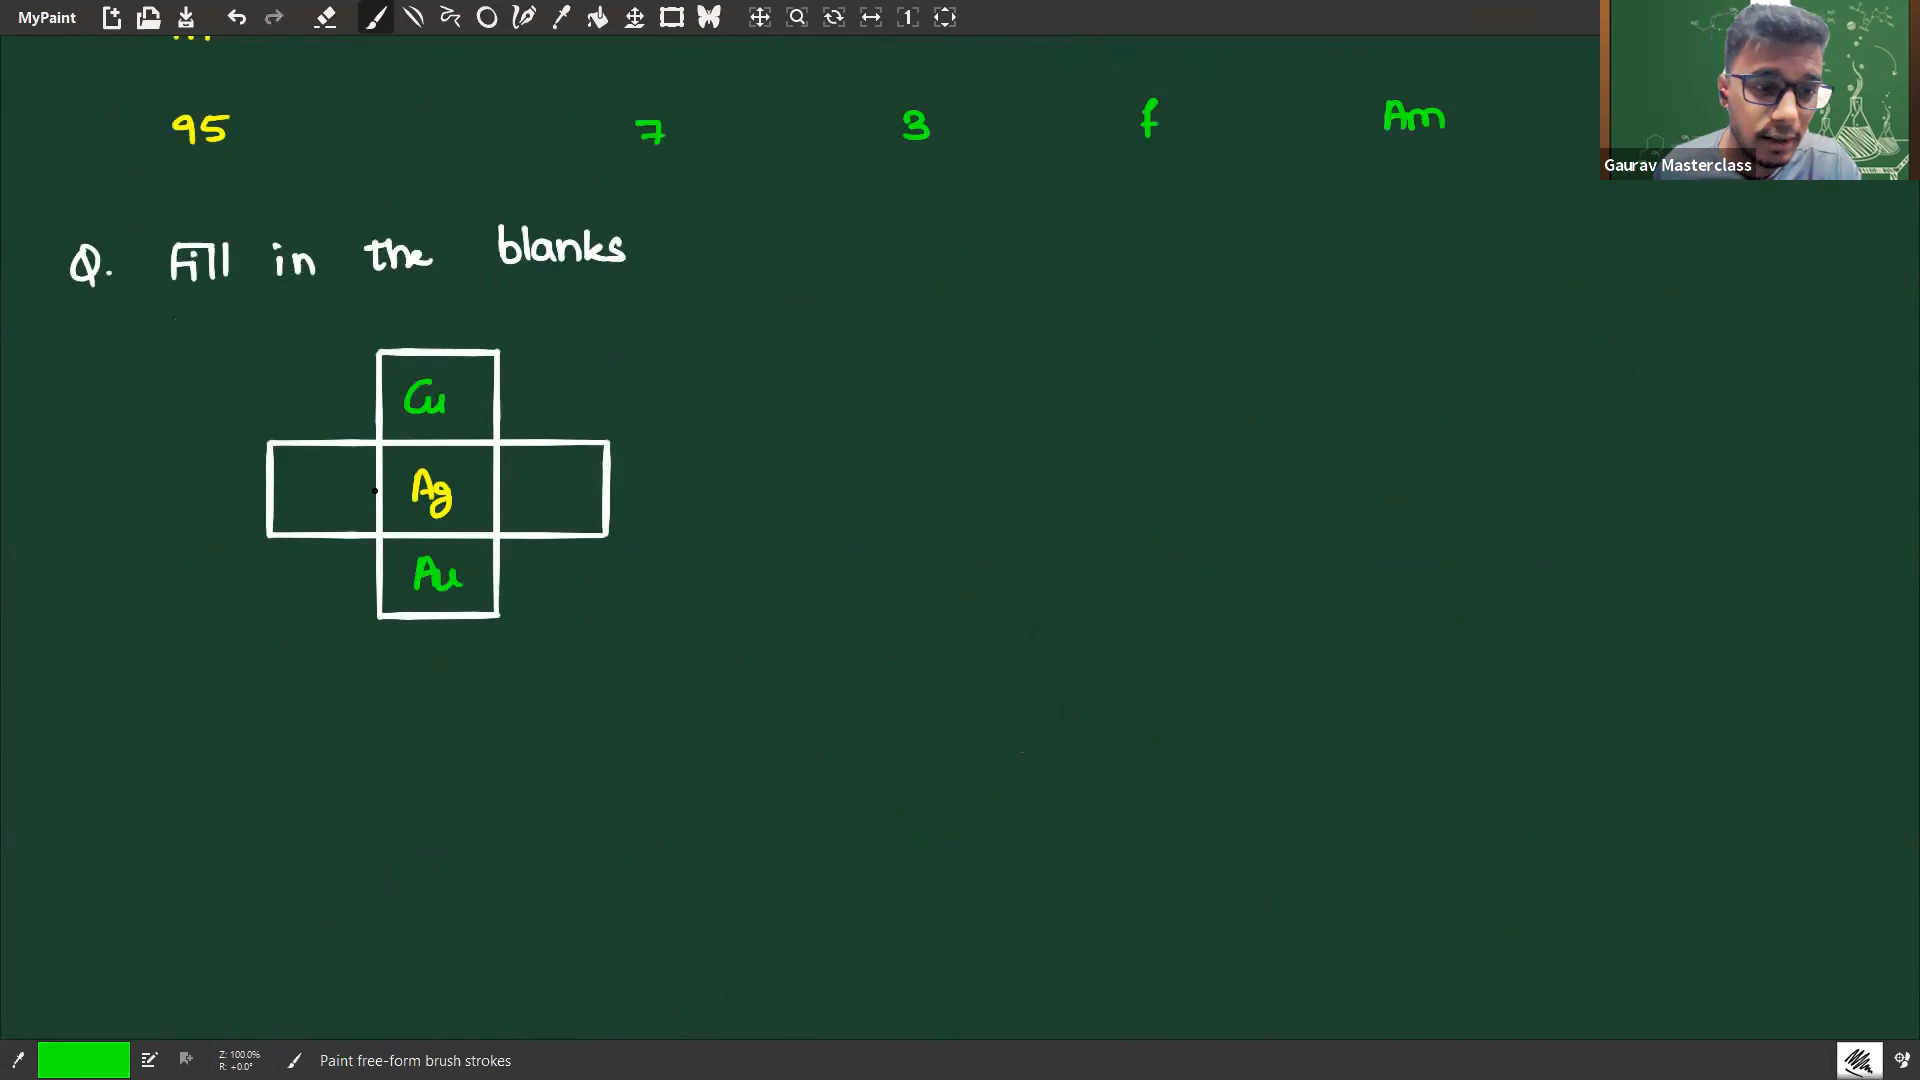 MyPaint
95 7 3 f Am
Gaurav Masterclass
Q. Fill in the blanks
Cu
Ag
Au
Z: 100.0%
R: +0.0°
Paint free-form brush strokes